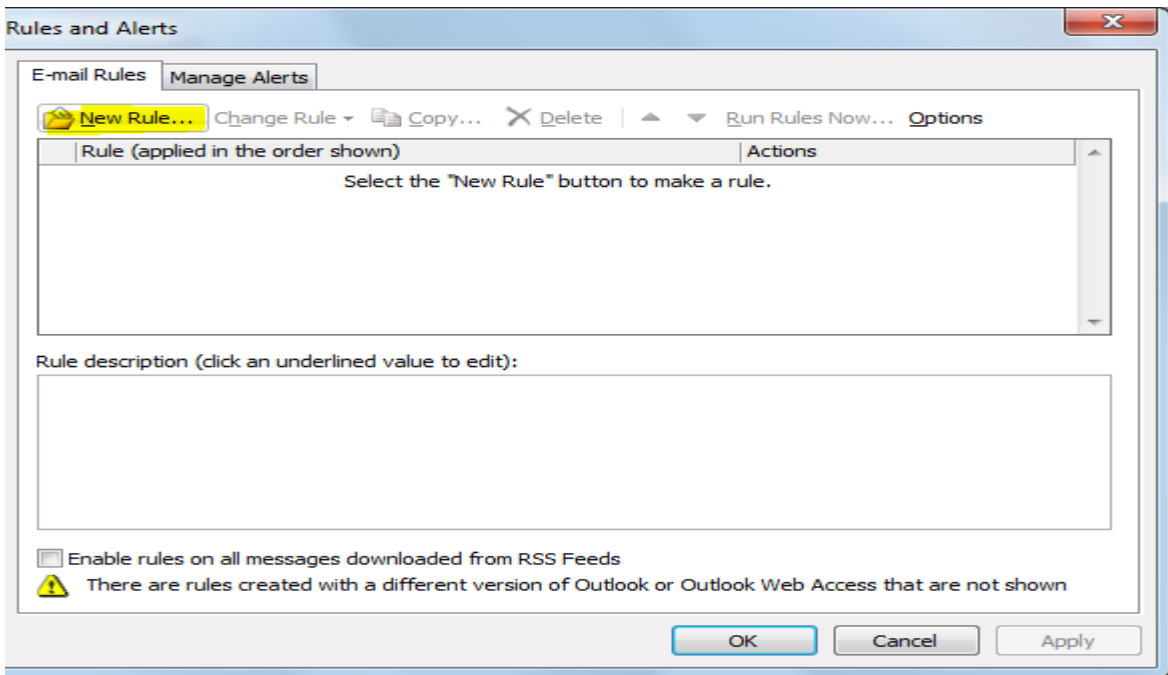 Rules and Alerts
E-mail Rules Manage Alerts
New Rule... Change Rule Copy... Delete Run Rules Now... Options
Rule (applied in the order shown) Actions
Select the "New Rule" button to make a rule.
Rule description (click an underlined value to edit):
Enable rules on all messages downloaded from RSS Feeds
There are rules created with a different version of Outlook or Outlook Web Access that are not shown
OK Cancel Apply